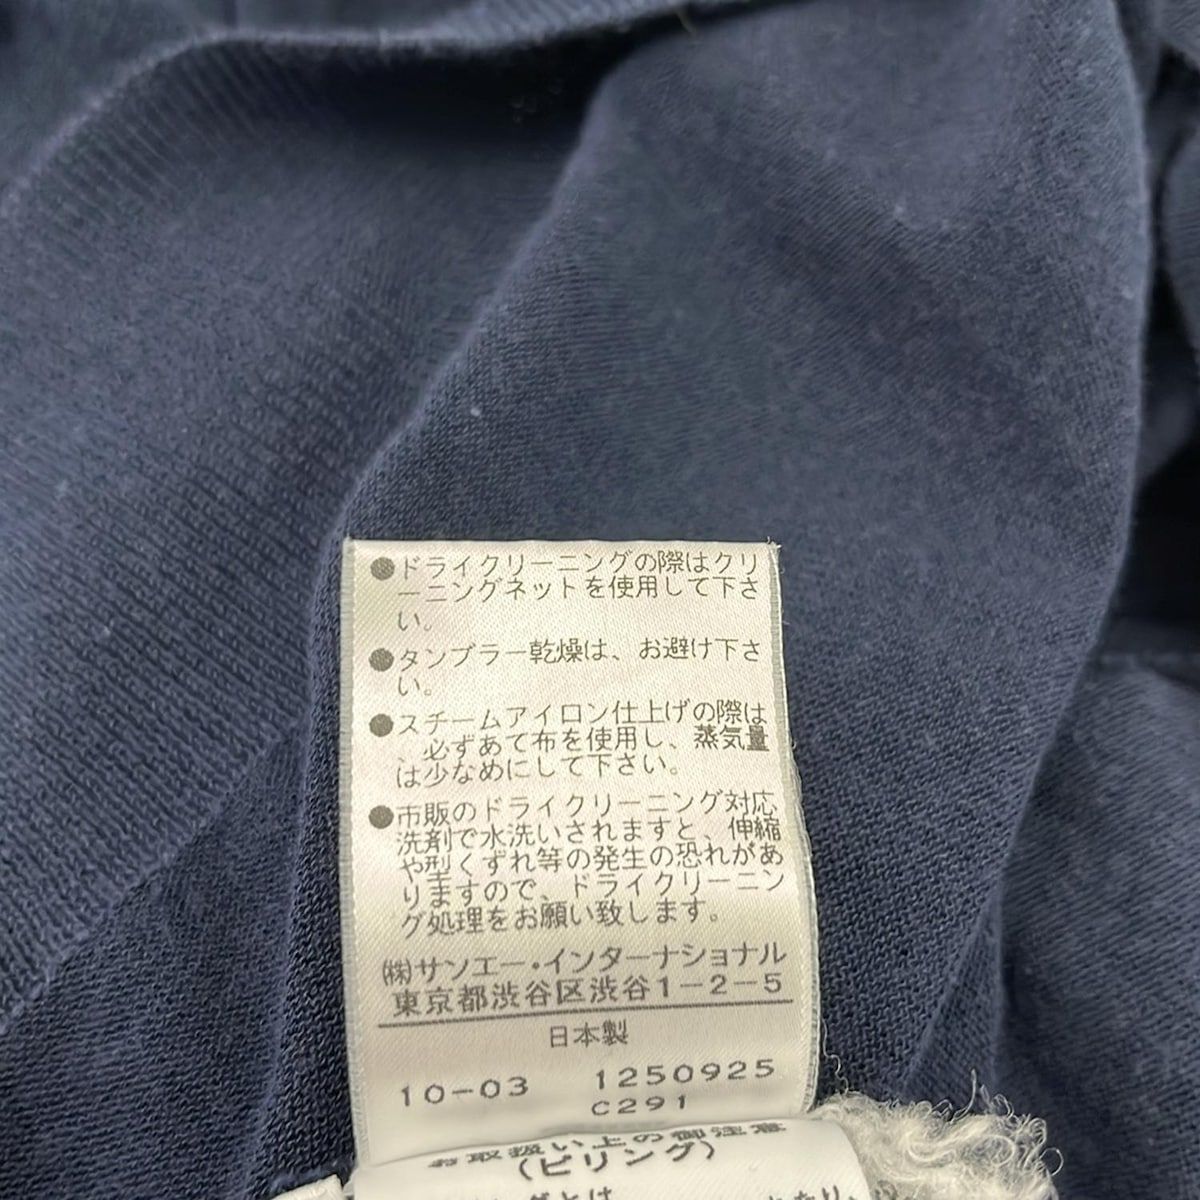 ●ドライクリーニングの際はクリ
ーニングネットを使用して下さ
い。
●タンブラー乾燥は、お避け下さ
い。
●スチームアイロン仕上げの際は
、必ずあて布を使用し、蒸気量
は少なめにして下さい。
●市販のドライクリーニング対応
洗剤で水洗いされますと、伸縮
や型くずれ等の発生の恐れがあ
りますので、ドライクリーニン
グ処理をお願い致します。
㈱サンエー・インターナショナル
東京都渋谷区渋谷1-2-5
日本製
10-03 1250925
C291
お取扱い上の御注意
(ピリング)